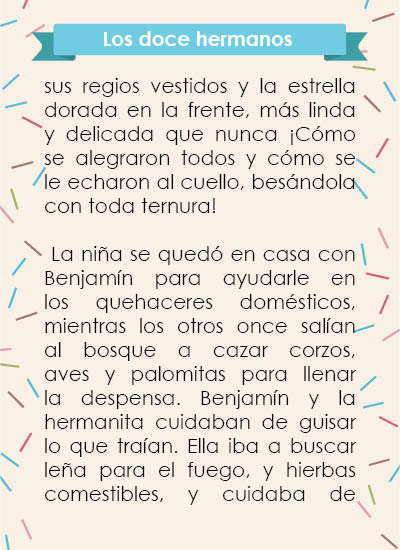 Los doce hermanos
sus regios vestidos y la estrella
dorada en la frente, más linda
y delicada que nunca ¡Cómo
se alegraron todos y cómo se
le echaron al cuello, besándola
con toda ternura!
La niña se quedó en casa con
Benjamín para ayudarle en
los quehaceres domésticos,
mientras los otros once salían
al bosque a cazar corzos,
aves y palomitas para llenar
la despensa. Benjamín y la
hermanita cuidaban de guisar
lo que traían. Ella iba a buscar
leña para el fuego, y hierbas
comestibles, y cuidaba de